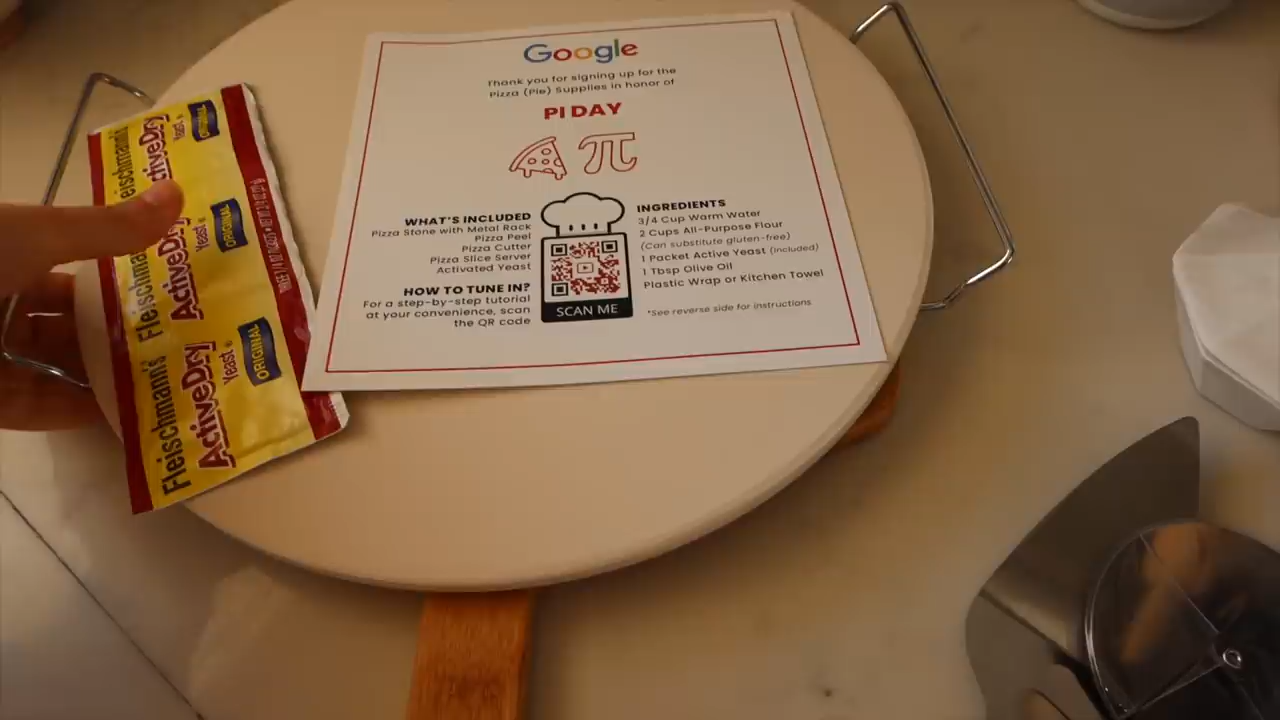 Google
Thank you for signing up for the
Pizza (Pie) Supplies in honor of
PI DAY
π
WHAT'S INCLUDED
Pizza Stone with Metal Rack
Pizza Peel
Pizza Cutter
Pizza Slice Server
Activated Yeast
HOW TO TUNE IN?
For a step-by-step tutorial
at your convenience, scan
the QR code
SCAN ME
INGREDIENTS
3/4 Cup Warm Water
2 Cups All-Purpose Flour
(Can substitute gluten-free)
1 Packet Active Yeast (included)
1 Tbsp Olive Oil
Plastic Wrap or Kitchen Towel
*See reverse side for instructions
Fleischmann's
ActiveDry
Yeast
ORIGINAL
Fleischmann's
ActiveDry
Yeast
ORIGINAL
Fleischmann's
ActiveDry
Yeast
ORIGINAL